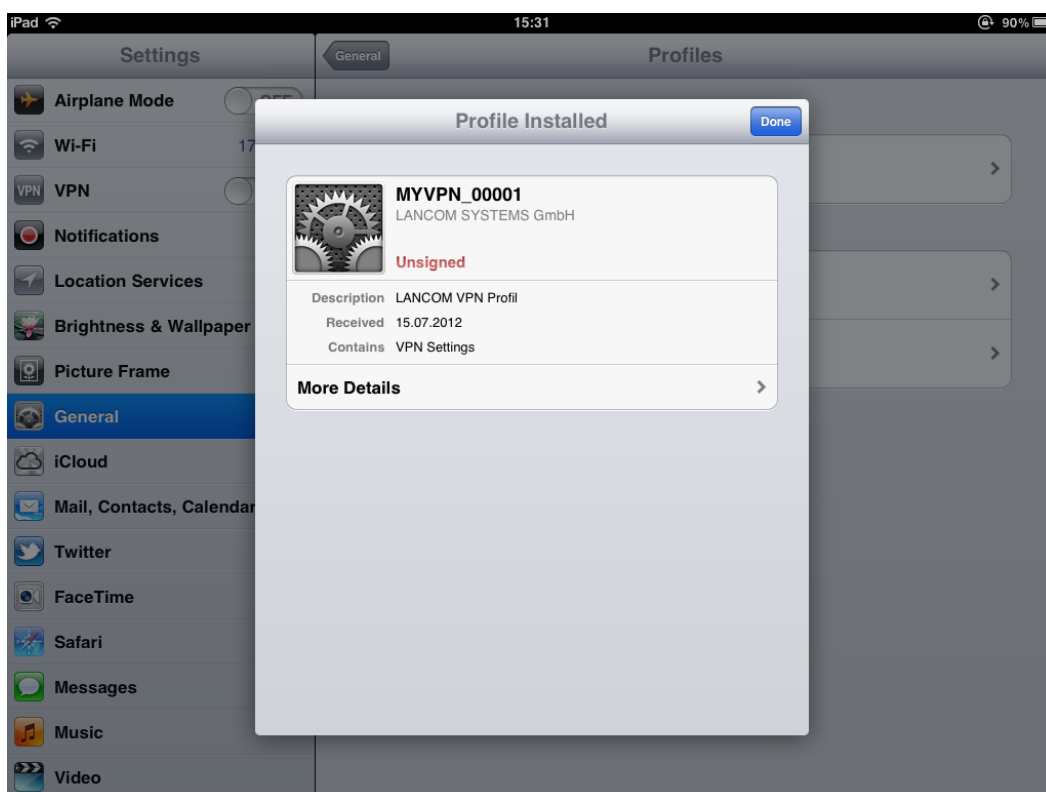 iPad
15:31
90%
Settings
General
Profiles
Airplane Mode
OFF
Wi-Fi
17
VPN
VPN
Notifications
Location Services
Brightness & Wallpaper
Picture Frame
General
iCloud
Mail, Contacts, Calendar
Twitter
FaceTime
Safari
Messages
Music
Video
Profile Installed
Done
MYVPN_00001
LANCOM SYSTEMS GmbH
Unsigned
Description LANCOM VPN Profil
Received 15.07.2012
Contains VPN Settings
More Details